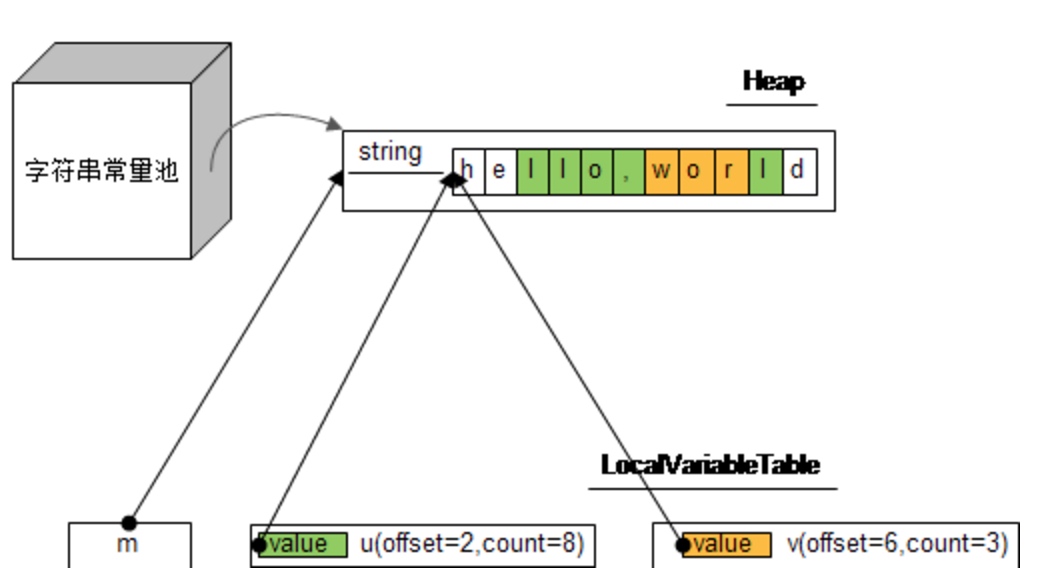 Heap
字符串常量池
string
h e l l o , w o r l d
LocalVariableTable
m
value u(offset=2,count=8)
value v(offset=6,count=3)